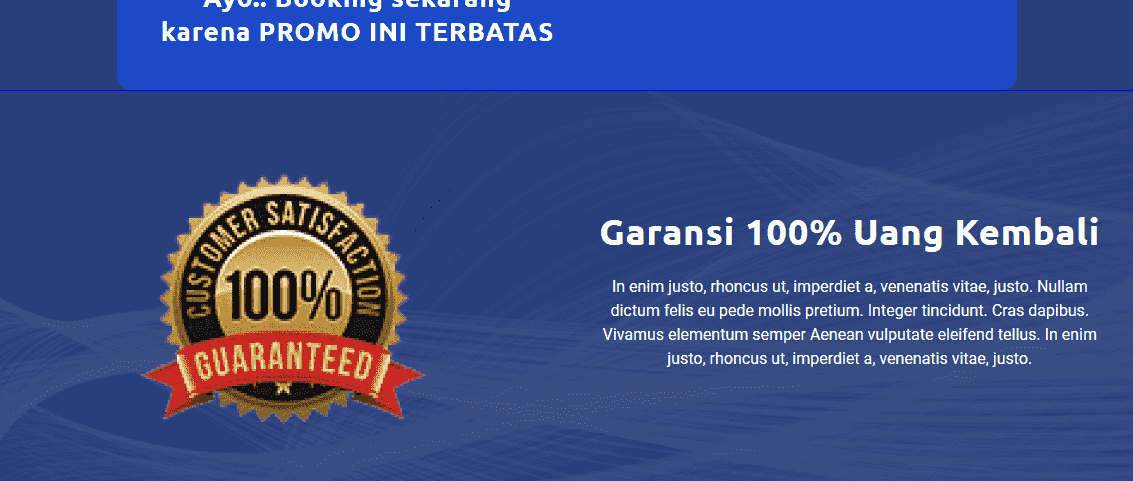 Ayo.. Booking sekarang
karena PROMO INI TERBATAS
CUSTOMER SATISFACTION
100%
GUARANTEED
Garansi 100% Uang Kembali
In enim justo, rhoncus ut, imperdiet a, venenatis vitae, justo. Nullam
dictum felis eu pede mollis pretium. Integer tincidunt. Cras dapibus.
Vivamus elementum semper Aenean vulputate eleifend tellus. In enim
justo, rhoncus ut, imperdiet a, venenatis vitae, justo.